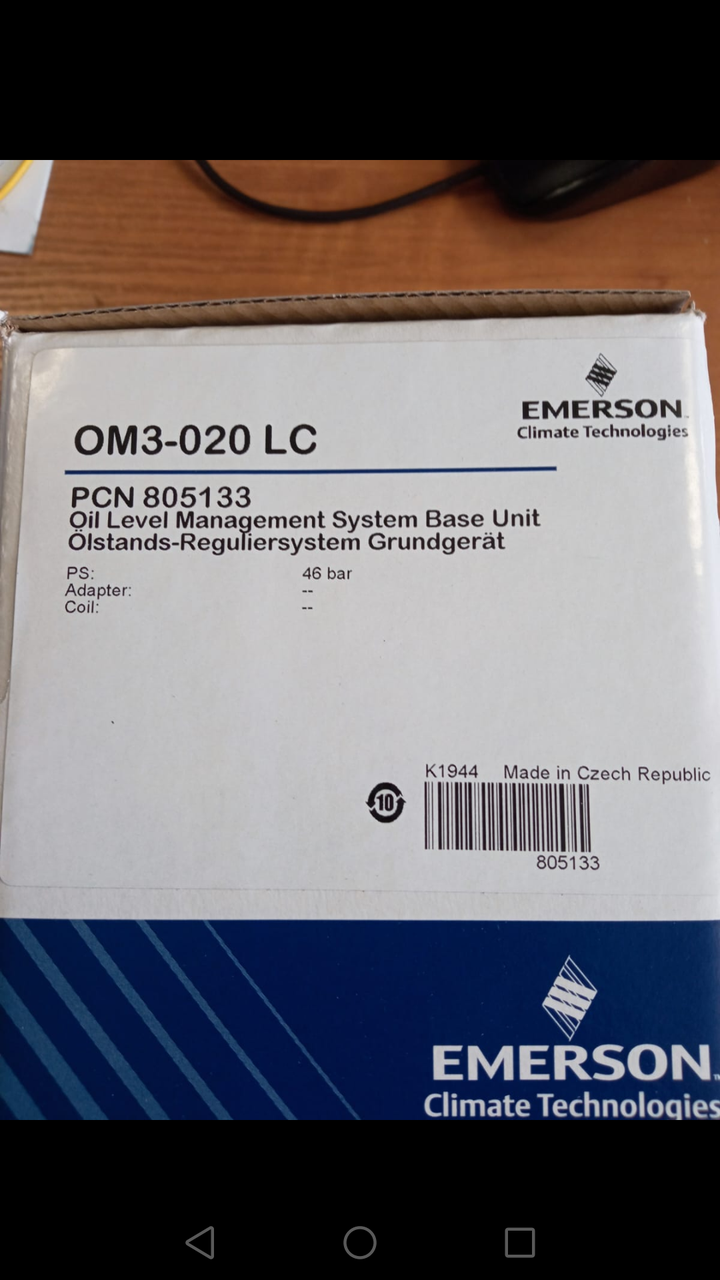 EMERSON
Climate Technologies
OM3-020 LC
PCN 805133
Oil Level Management System Base Unit
Ölstands-Reguliersystem Grundgerät
PS: 46 bar
Adapter: --
Coil: --
K1944 Made in Czech Republic
10
805133
EMERSON
Climate Technologies